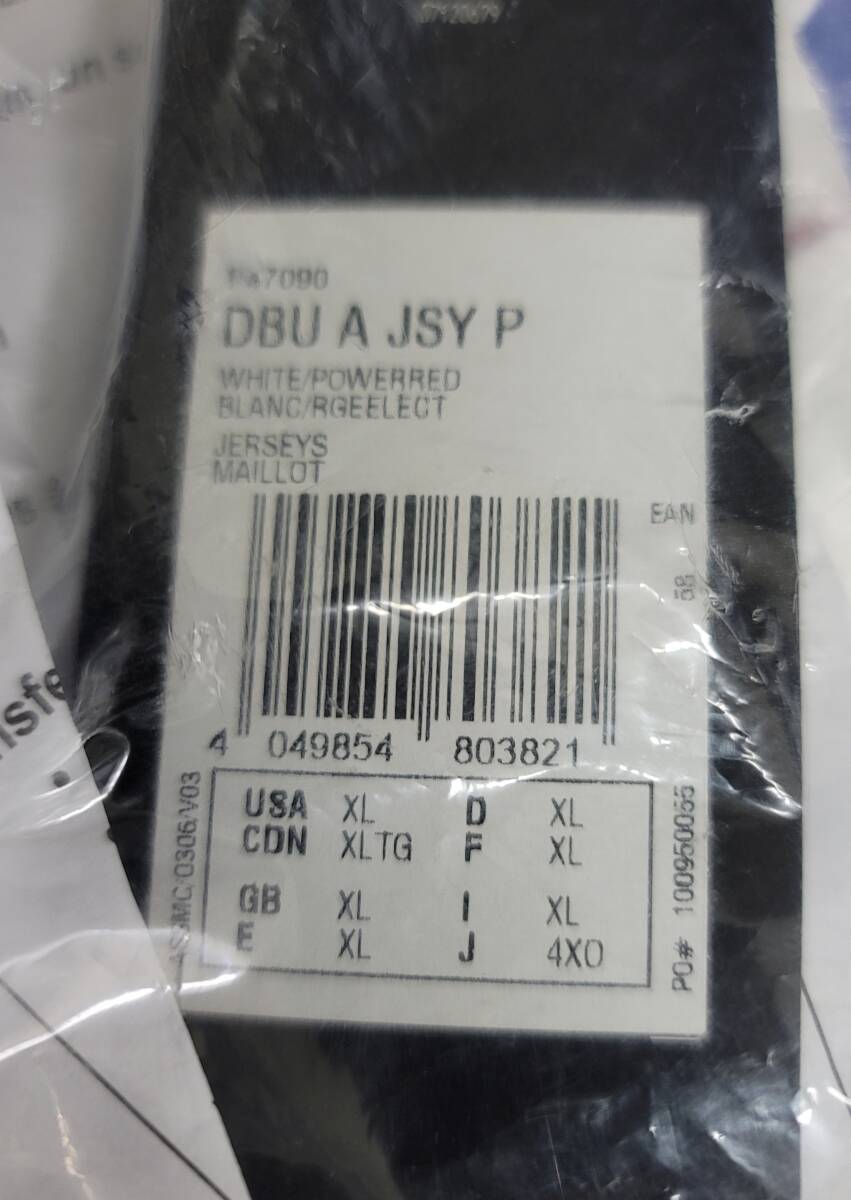 DBU A JSY P
WHITE/POWERRED
BLANC/RGEELECT
JERSEYS
MAILLOT
EAN
4 049854 803821
USA XL D XL
CDN XLTG F XL
GB XL I XL
E XL J 4XO
PO# 100950055